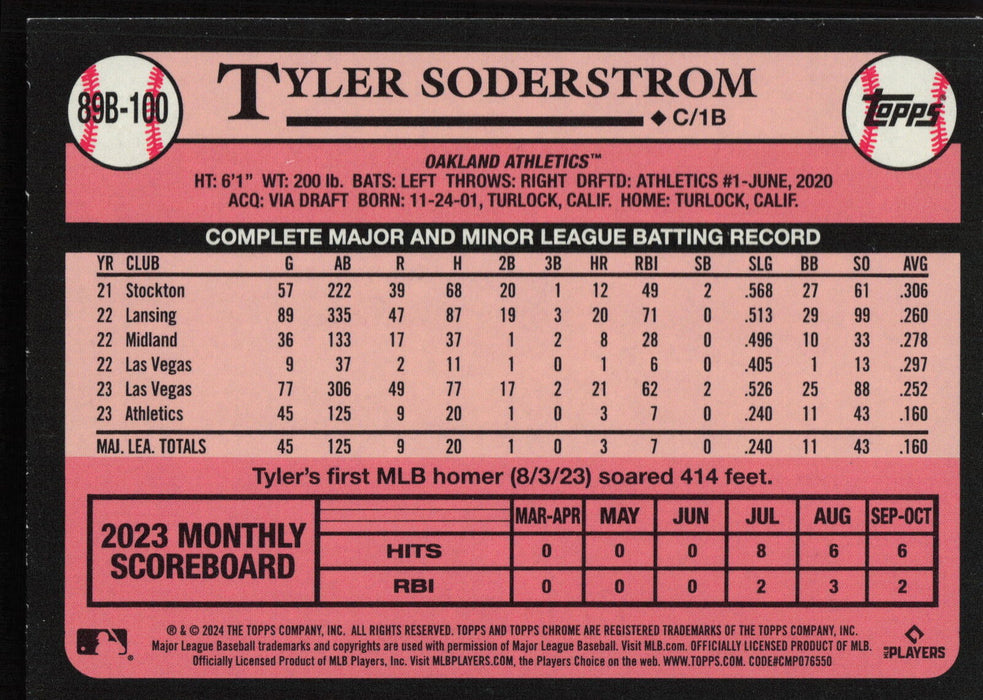 89B-100
TYLER SODERSTROM
◆ C/1B
TOPPS
OAKLAND ATHLETICS™
HT: 6'1" WT: 200 lb. BATS: LEFT THROWS: RIGHT DRFTD: ATHLETICS #1-JUNE, 2020
ACQ: VIA DRAFT BORN: 11-24-01, TURLOCK, CALIF. HOME: TURLOCK, CALIF.
COMPLETE MAJOR AND MINOR LEAGUE BATTING RECORD
YR CLUB G AB R H 2B 3B HR RBI SB SLG BB SO AVG
21 Stockton 57 222 39 68 20 1 12 49 2 .568 27 61 .306
22 Lansing 89 335 47 87 19 3 20 71 0 .513 29 99 .260
22 Midland 36 133 17 37 1 2 8 28 0 .496 10 33 .278
22 Las Vegas 9 37 2 11 1 0 1 6 0 .405 1 13 .297
23 Las Vegas 77 306 49 77 17 2 21 62 2 .526 25 88 .252
23 Athletics 45 125 9 20 1 0 3 7 0 .240 11 43 .160
MAJ. LEA. TOTALS 45 125 9 20 1 0 3 7 0 .240 11 43 .160
Tyler's first MLB homer (8/3/23) soared 414 feet.
2023 MONTHLY
SCOREBOARD
MAR-APR MAY JUN JUL AUG SEP-OCT
HITS 0 0 0 8 6 6
RBI 0 0 0 2 3 2
® & © 2024 THE TOPPS COMPANY, INC. ALL RIGHTS RESERVED. TOPPS AND TOPPS CHROME ARE REGISTERED TRADEMARKS OF THE TOPPS COMPANY, INC.
Major League Baseball trademarks and copyrights are used with permission of Major League Baseball. Visit MLB.com. OFFICIALLY LICENSED PRODUCT OF MLB.
Officially Licensed Product of MLB Players, Inc. Visit MLBPLAYERS.com, the Players Choice on the web. WWW.TOPPS.COM. CODE#CMP076550
MLB PLAYERS